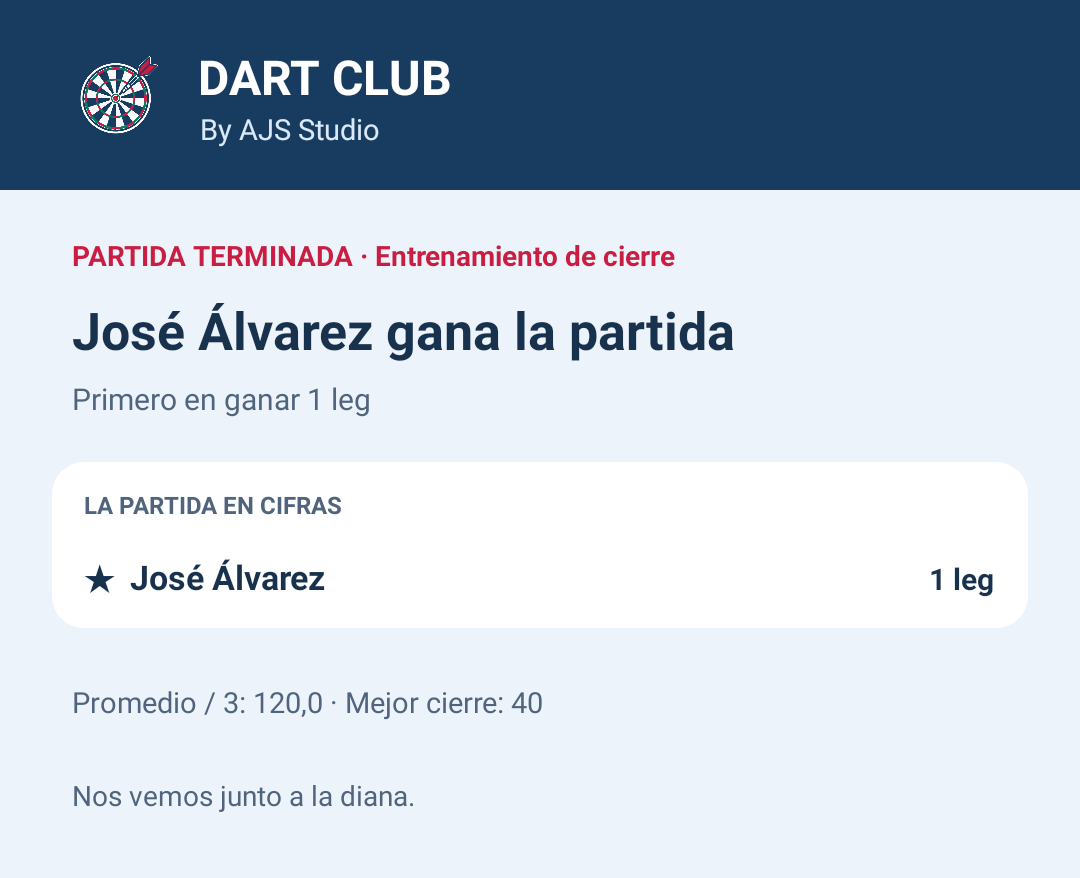 DART CLUB
By AJS Studio
PARTIDA TERMINADA · Entrenamiento de cierre
José Álvarez gana la partida
Primero en ganar 1 leg
LA PARTIDA EN CIFRAS
★ José Álvarez 1 leg
Promedio / 3: 120,0 · Mejor cierre: 40
Nos vemos junto a la diana.